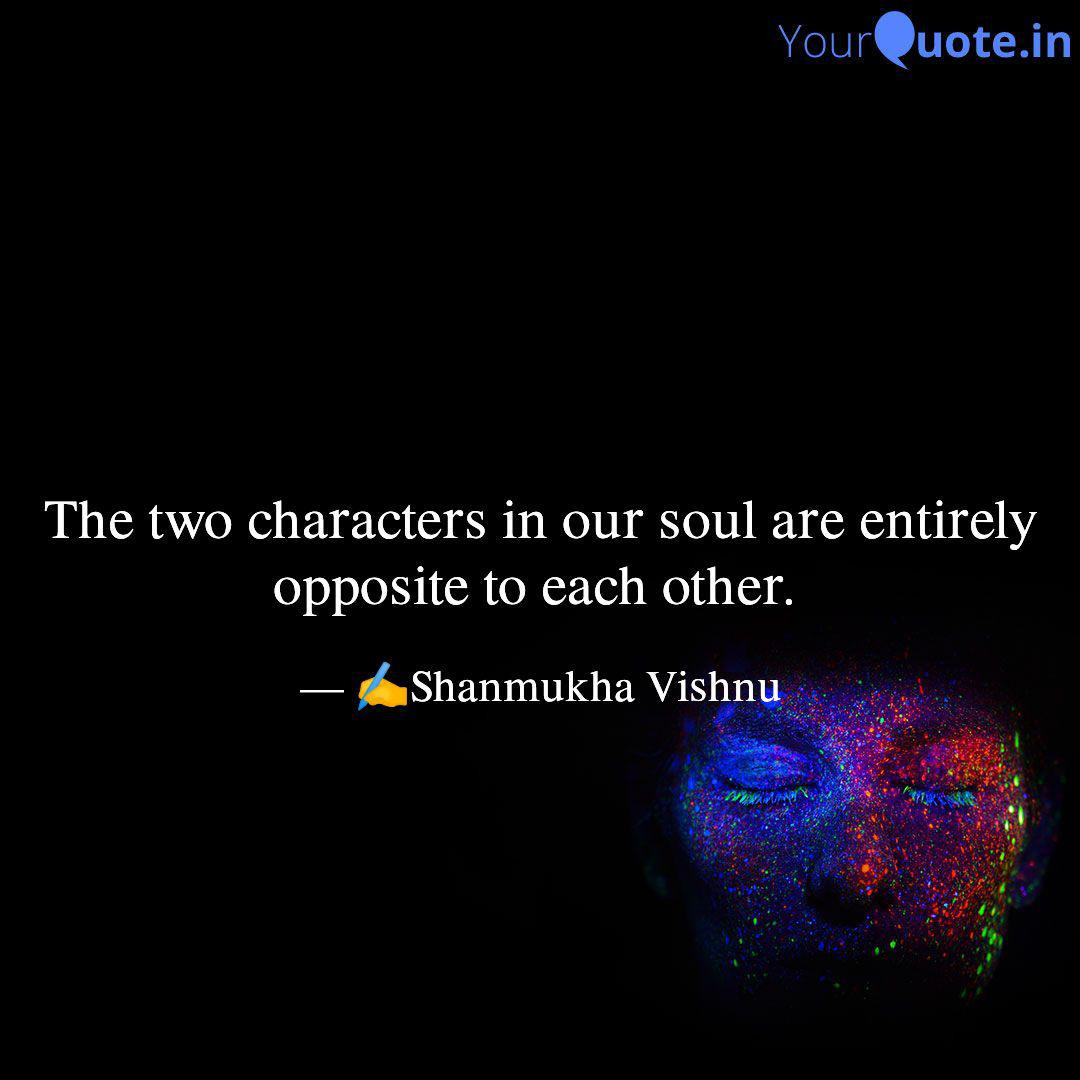 YourQuote.in
The two characters in our soul are entirely
opposite to each other.
— ✍️Shanmukha Vishnu